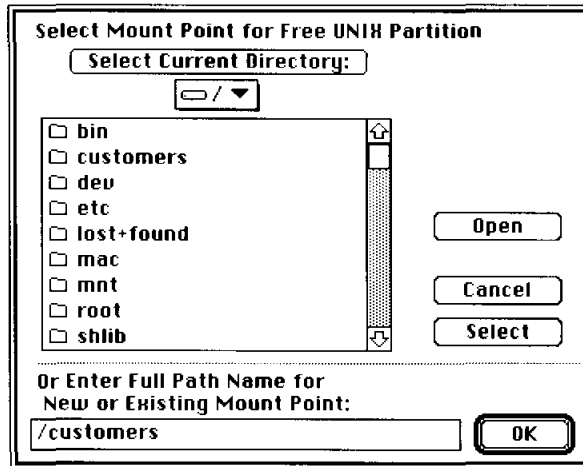 Select Mount Point for Free UNIX Partition
Select Current Directory:
/
bin
customers
dev
etc
lost+found
mac
mnt
root
shlib
Open
Cancel
Select
Or Enter Full Path Name for
New or Existing Mount Point:
/customers
OK